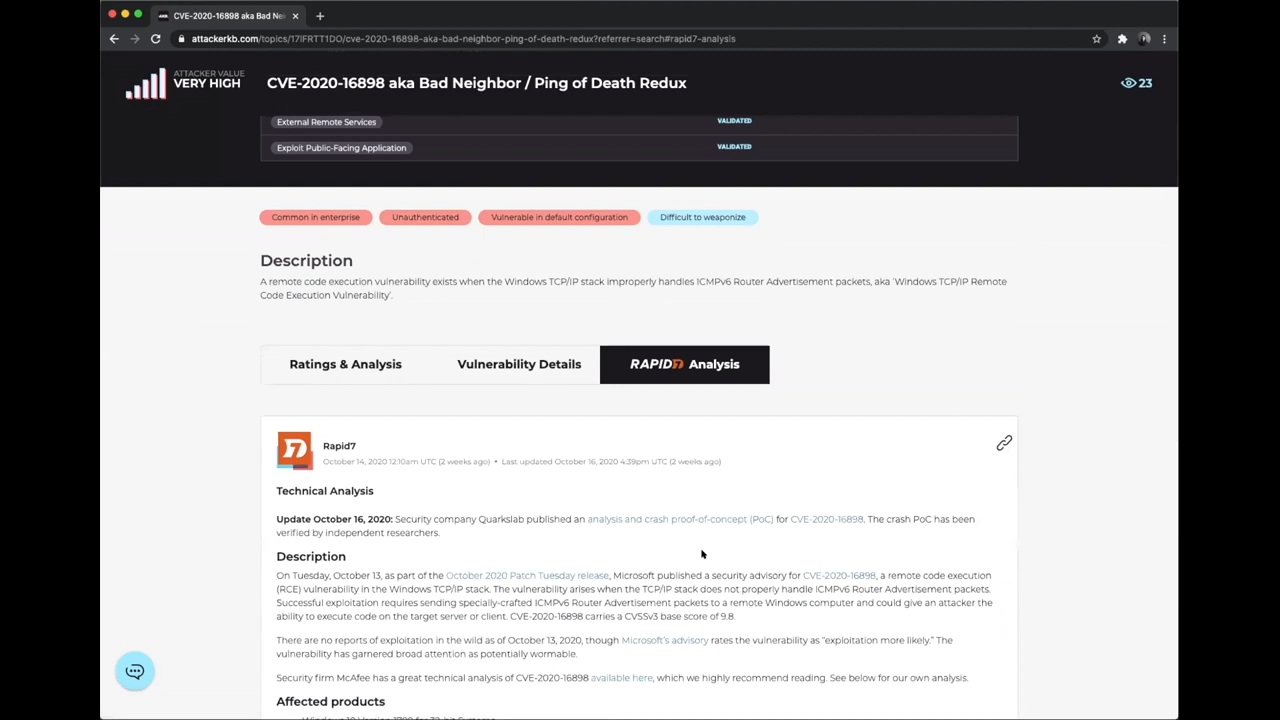 CVE-2020-16898 aka Bad Nei
attackerkb.com/topics/17lFRTT1DO/cve-2020-16898-aka-bad-neighbor-ping-of-death-redux?referrer=search#rapid7-analysis
ATTACKER VALUE
VERY HIGH
CVE-2020-16898 aka Bad Neighbor / Ping of Death Redux
23
External Remote Services VALIDATED
Exploit Public-Facing Application VALIDATED
Common in enterprise Unauthenticated Vulnerable in default configuration Difficult to weaponize
Description
A remote code execution vulnerability exists when the Windows TCP/IP stack improperly handles ICMPv6 Router Advertisement packets, aka 'Windows TCP/IP Remote
Code Execution Vulnerability'.
Ratings & Analysis Vulnerability Details RAPID7 Analysis
Rapid7
October 14, 2020 12:10am UTC (2 weeks ago) • Last updated October 16, 2020 4:39pm UTC (2 weeks ago)
Technical Analysis
Update October 16, 2020: Security company Quarkslab published an analysis and crash proof-of-concept (PoC) for CVE-2020-16898. The crash PoC has been
verified by independent researchers.
Description
On Tuesday, October 13, as part of the October 2020 Patch Tuesday release, Microsoft published a security advisory for CVE-2020-16898, a remote code execution
(RCE) vulnerability in the Windows TCP/IP stack. The vulnerability arises when the TCP/IP stack does not properly handle ICMPv6 Router Advertisement packets.
Successful exploitation requires sending specially-crafted ICMPv6 Router Advertisement packets to a remote Windows computer and could give an attacker the
ability to execute code on the target server or client. CVE-2020-16898 carries a CVSSv3 base score of 9.8.
There are no reports of exploitation in the wild as of October 13, 2020, though Microsoft's advisory rates the vulnerability as “exploitation more likely.” The
vulnerability has garnered broad attention as potentially wormable.
Security firm McAfee has a great technical analysis of CVE-2020-16898 available here, which we highly recommend reading. See below for our own analysis.
Affected products